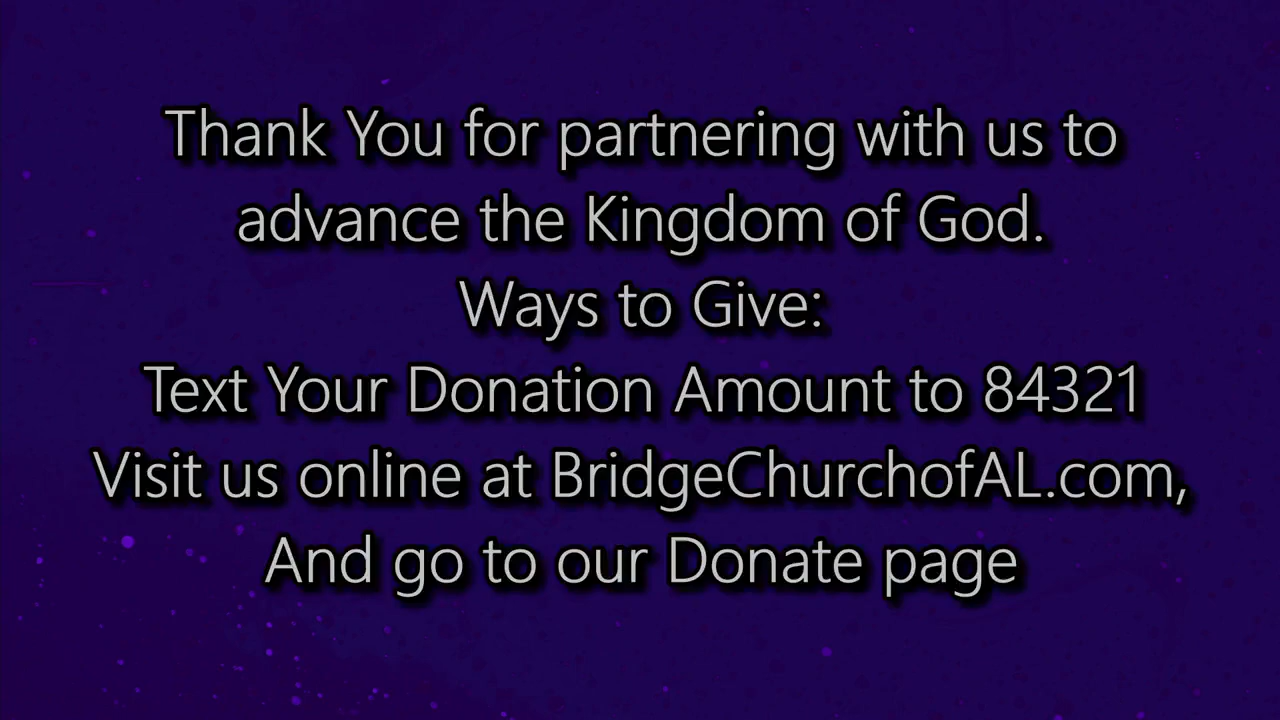 Thank You for partnering with us to
advance the Kingdom of God.
Ways to Give:
Text Your Donation Amount to 84321
Visit us online at BridgeChurchofAL.com,
And go to our Donate page